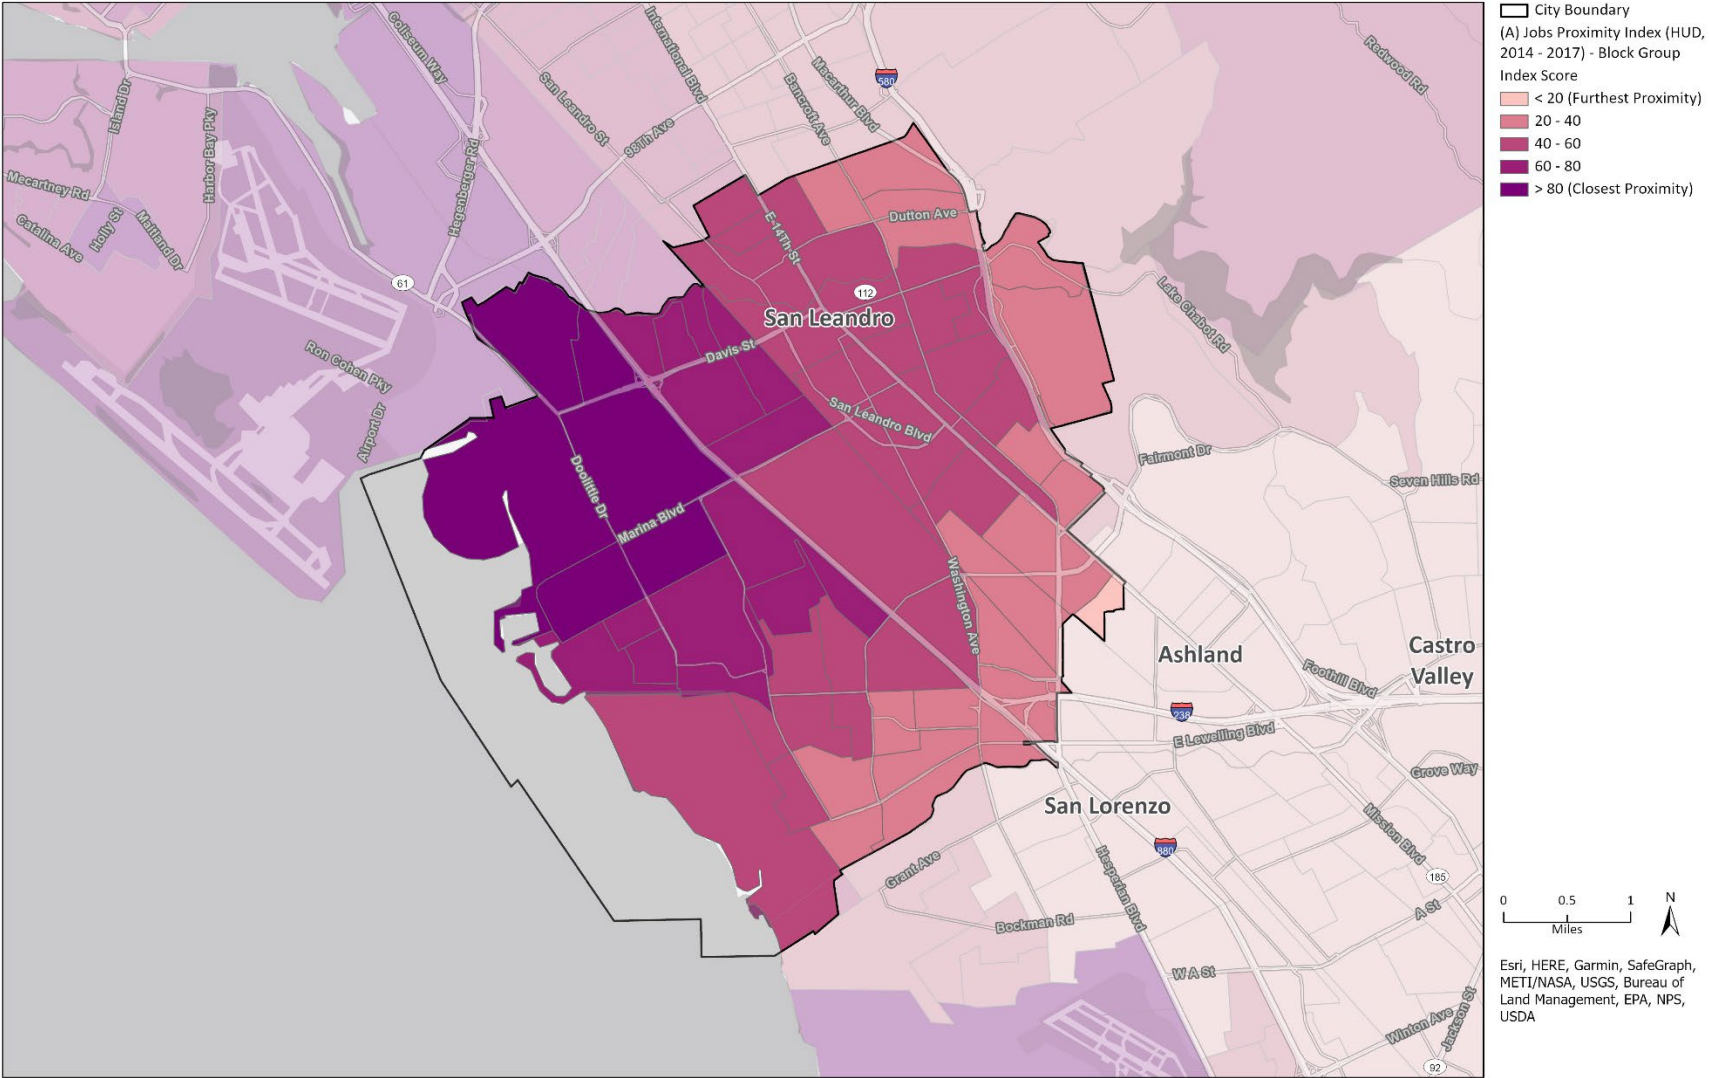 Coliseum Way
International Blvd
San Leandro St
Macarthur Blvd
Bancroft Ave
580
Redwood Rd
Island Dr
Harbor Bay Pky
98Th Ave
Hegenberger Rd
Mecartney Rd
Holly St
Maitland Dr
Catalina Ave
E 14Th St
Dutton Ave
61
112
San Leandro
Lake Chabot Rd
Davis St
Ron Cohen Pky
Airport Dr
San Leandro Blvd
Fairmont Dr
Seven Hills Rd
Doolittle Dr
Marina Blvd
Washington Ave
Ashland
Castro
Valley
Foothill Blvd
238
E Lewelling Blvd
Grove Way
San Lorenzo
Mission Blvd
880
Grant Ave
Hesperian Blvd
185
A St
Bockman Rd
W A St
Winton Ave
Jackson St
92
City Boundary
(A) Jobs Proximity Index (HUD,
2014 - 2017) - Block Group
Index Score
< 20 (Furthest Proximity)
20 - 40
40 - 60
60 - 80
> 80 (Closest Proximity)
0 0.5 1
Miles
N
Esri, HERE, Garmin, SafeGraph,
METI/NASA, USGS, Bureau of
Land Management, EPA, NPS,
USDA